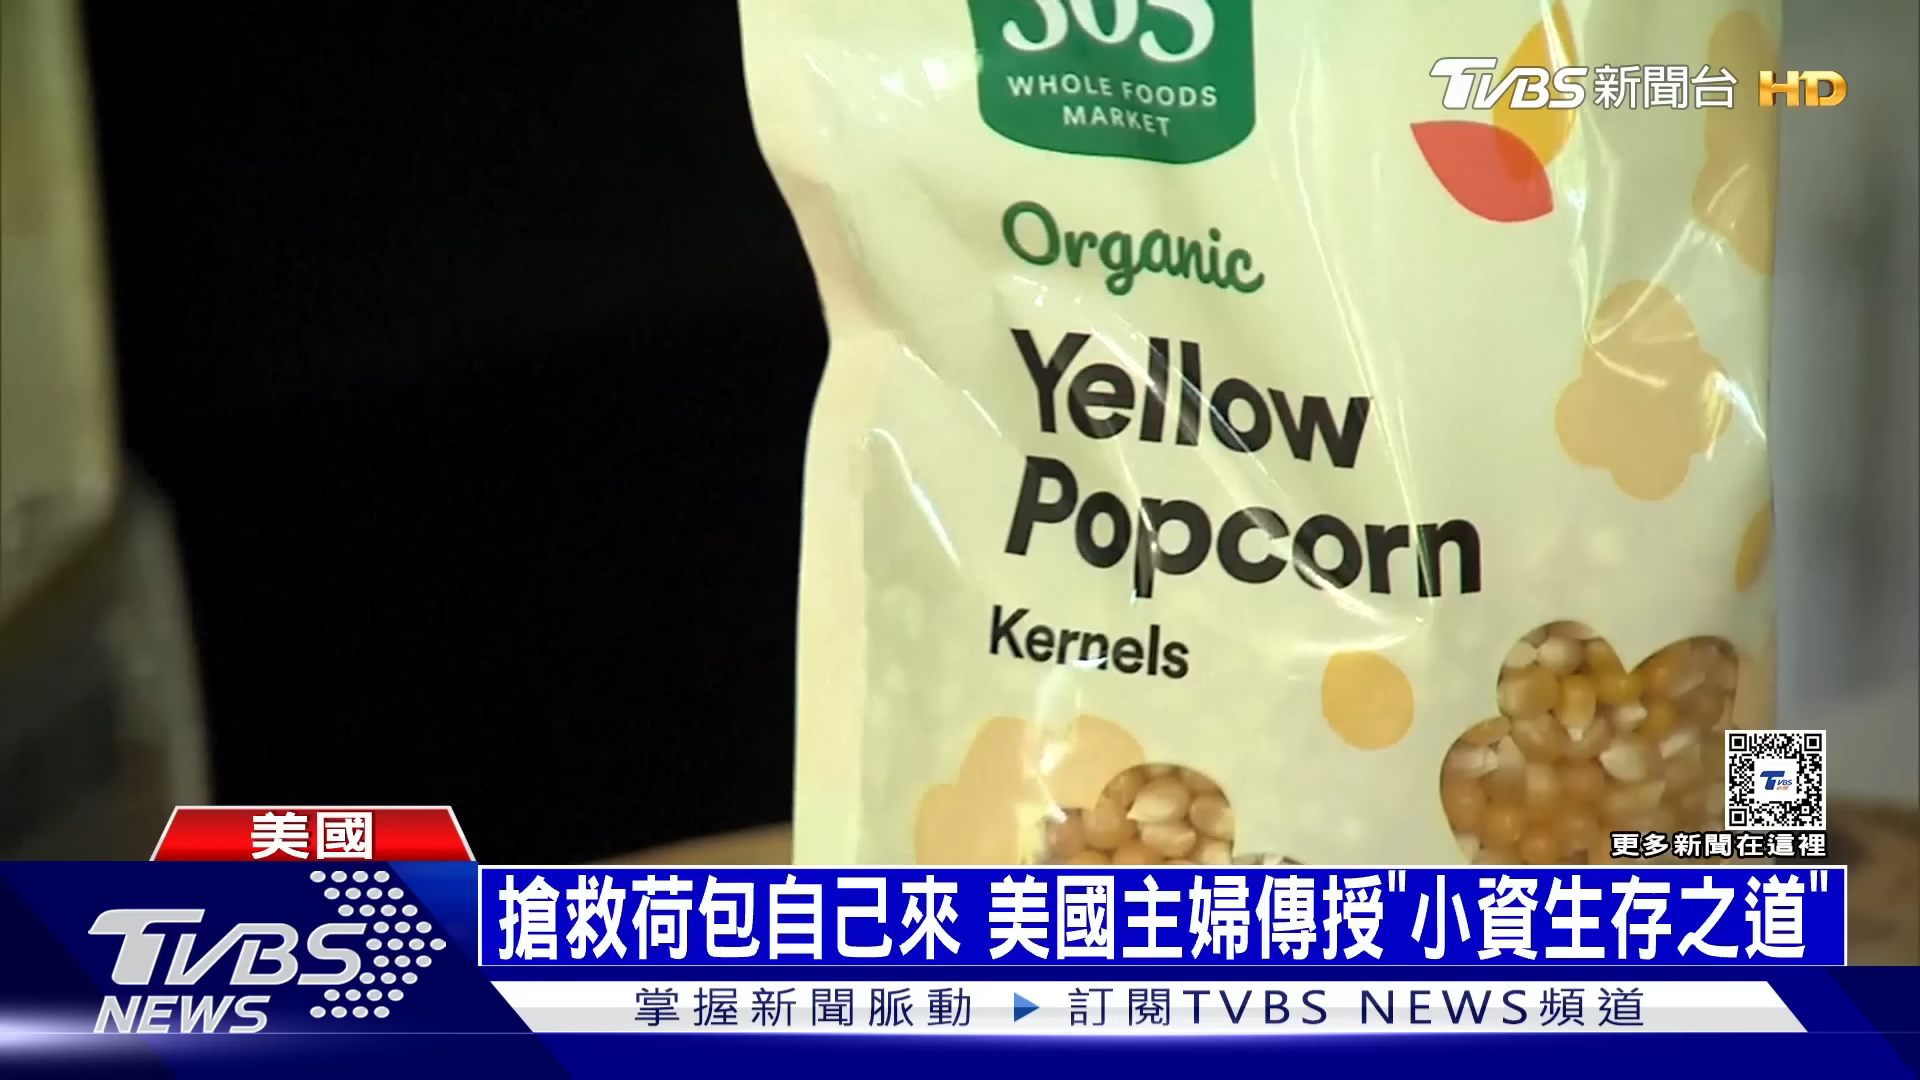 365
WHOLE FOODS
MARKET
TVBS新聞台 HD
Organic
Yellow
Popcorn
Kernels
TVBS
新聞
更多新聞在這裡
美國
搶救荷包自己來 美國主婦傳授"小資生存之道"
TVBS
NEWS
掌握新聞脈動 ▶ 訂閱TVBS NEWS頻道